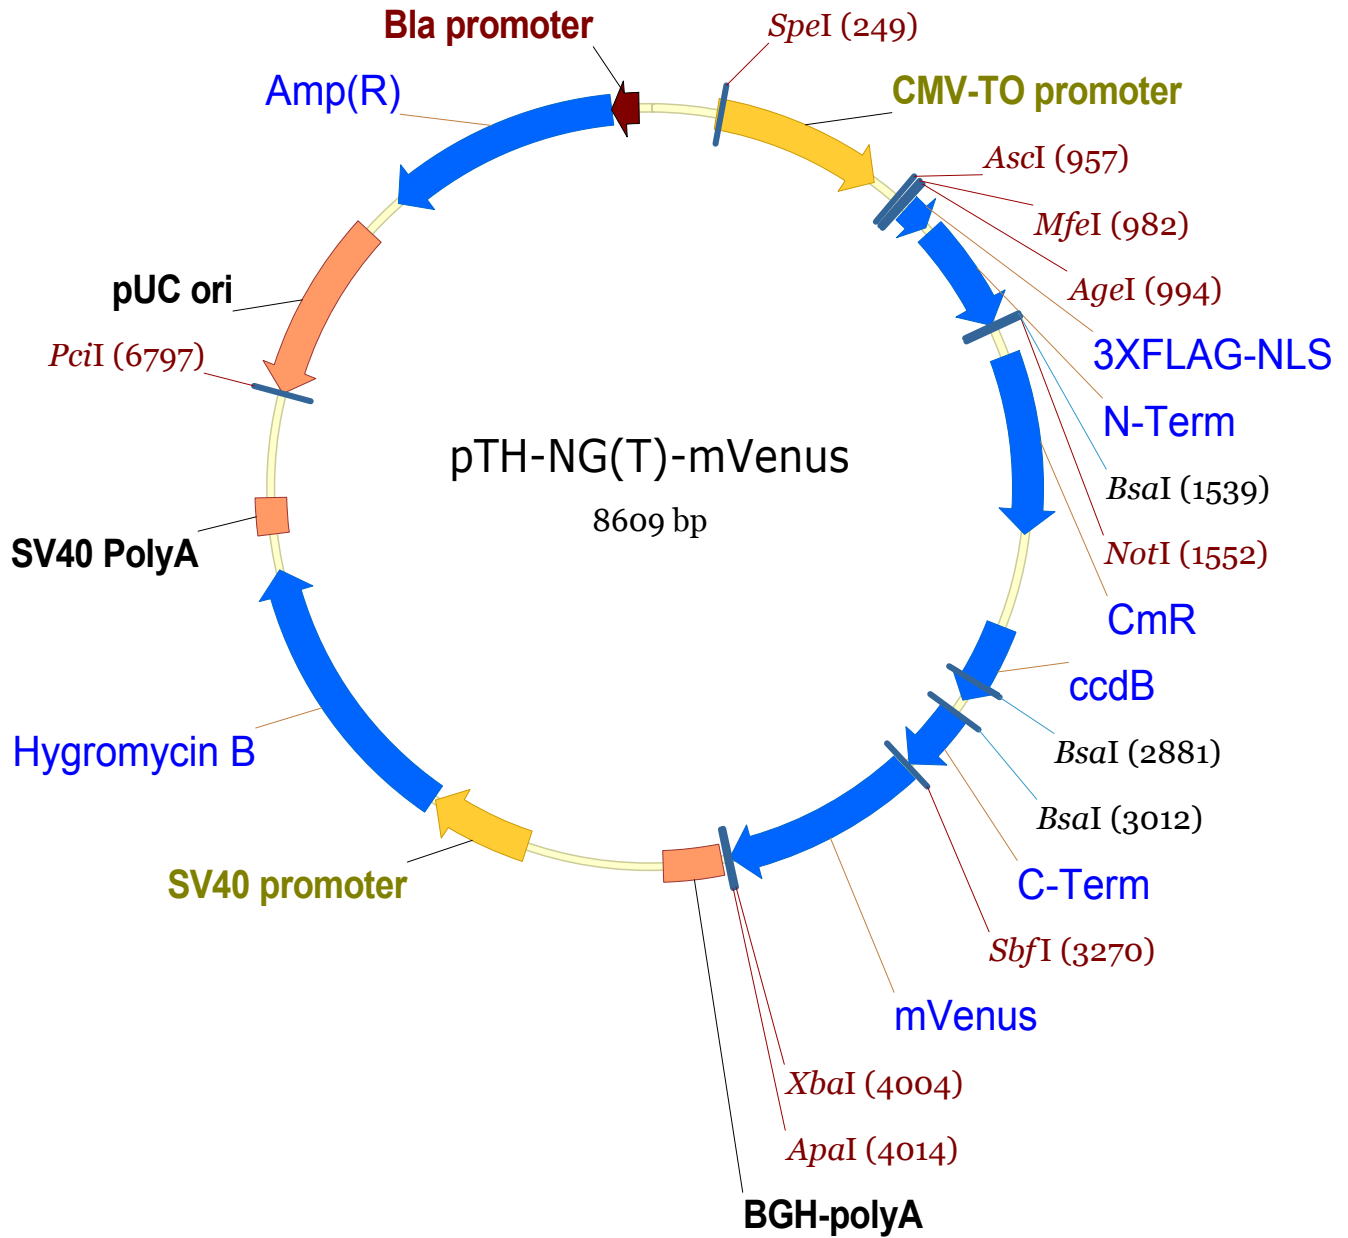 Bla promoter
SpeI (249)
Amp(R)
CMV-TO promoter
AscI (957)
MfeI (982)
AgeI (994)
pUC ori
PciI (6797)
3XFLAG-NLS
N-Term
pTH-NG(T)-mVenus
8609 bp
BsaI (1539)
NotI (1552)
SV40 PolyA
CmR
ccdB
Hygromycin B
BsaI (2881)
BsaI (3012)
SV40 promoter
C-Term
SbfI (3270)
mVenus
XbaI (4004)
ApaI (4014)
BGH-polyA